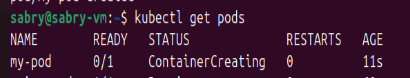 sabry@sabry-vm:~$ kubectl get pods
NAME READY STATUS RESTARTS AGE
my-pod 0/1 ContainerCreating 0 11s